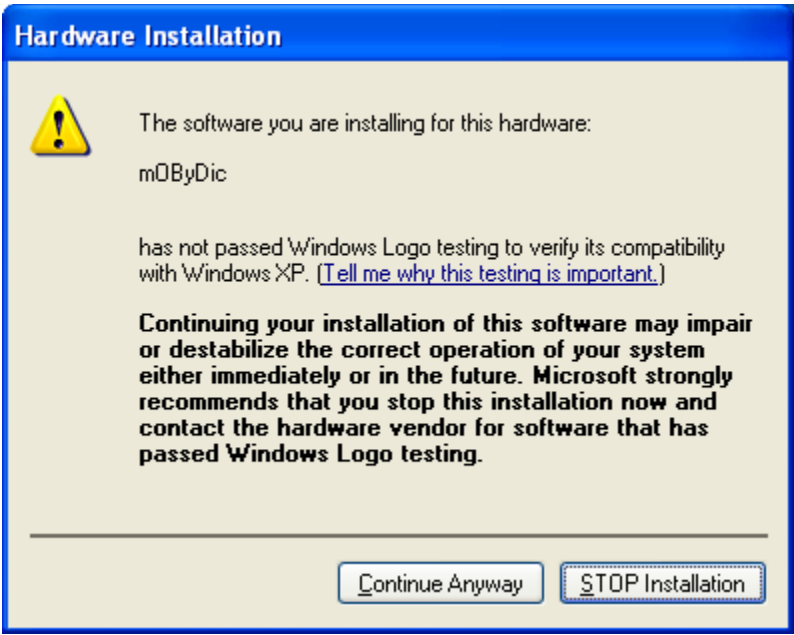 Hardware Installation
The software you are installing for this hardware:
mOByDic
has not passed Windows Logo testing to verify its compatibility
with Windows XP. (Tell me why this testing is important.)
Continuing your installation of this software may impair
or destabilize the correct operation of your system
either immediately or in the future. Microsoft strongly
recommends that you stop this installation now and
contact the hardware vendor for software that has
passed Windows Logo testing.
Continue Anyway
STOP Installation